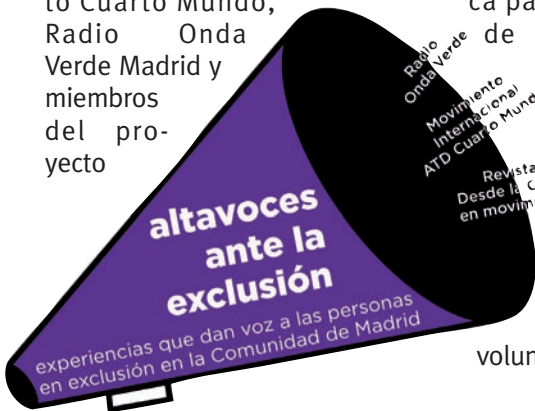 to Cuarto Mundo,
Radio Onda
Verde Madrid y
miembros
del pro-
yecto
ca pa
de
altavoces
ante la
exclusión
experiencias que dan voz a las personas
en exclusión en la Comunidad de Madrid
Radio
Onda Verde
Movimiento
Internacional
ATD Cuarto Mundo
Revista
Desde la C
en movim
volun